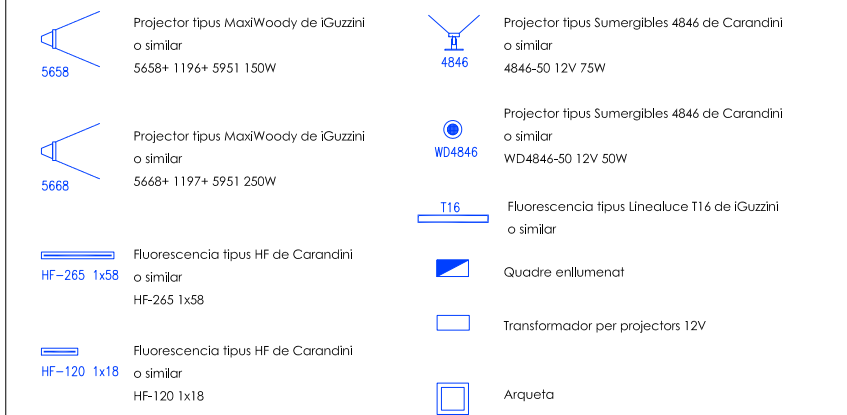 5658
Projector tipus MaxiWoody de iGuzzini
o similar
5658+ 1196+ 5951 150W
5668
Projector tipus MaxiWoody de iGuzzini
o similar
5668+ 1197+ 5951 250W
HF-265 1x58
Fluorescencia tipus HF de Carandini
o similar
HF-265 1x58
HF-120 1x18
Fluorescencia tipus HF de Carandini
o similar
HF-120 1x18
4846
Projector tipus Sumergibles 4846 de Carandini
o similar
4846-50 12V 75W
WD4846
Projector tipus Sumergibles 4846 de Carandini
o similar
WD4846-50 12V 50W
T16
Fluorescencia tipus Linealuce T16 de iGuzzini
o similar
Quadre enllumenat
Transformador per projectors 12V
Arqueta